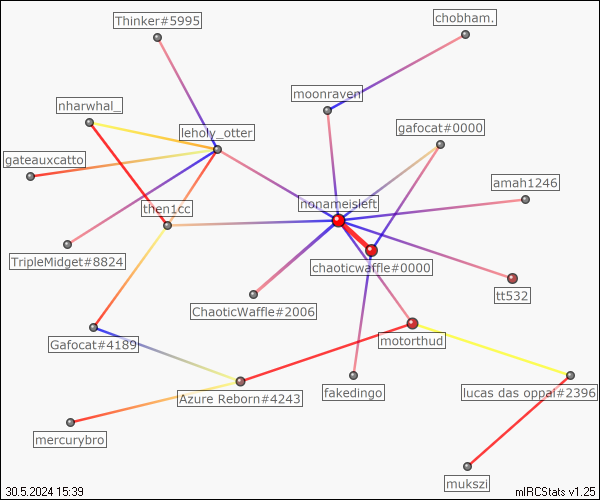 Thinker#5995
chobham.
moonraven
nharwhal_
leholy_otter
gafocat#0000
gateauxcatto
amah1246
then1cc
nonameisleft
TripleMidget#8824
chaoticwaffle#0000
tt532
ChaoticWaffle#2006
Gafocat#4189
motorthud
Azure Reborn#4243
fakedingo
lucas das oppai#2396
mercurybro
mukszi
30.5.2024 15:39
mIRCStats v1.25